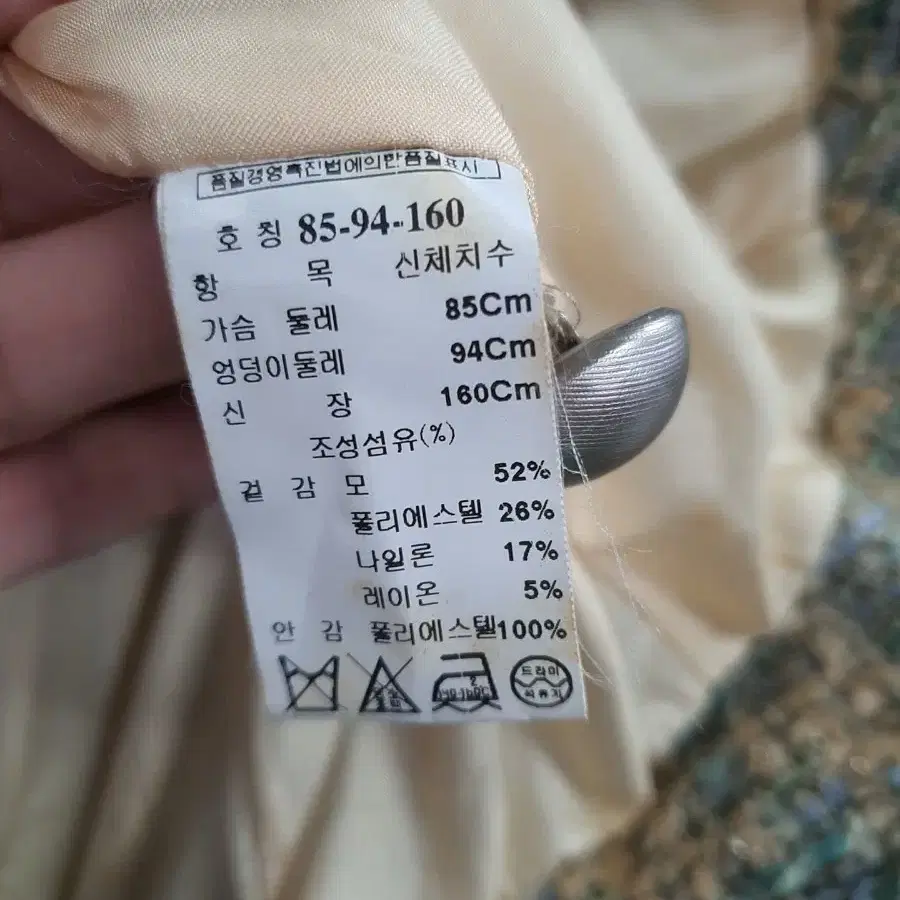 품질경영촉진법에의한품질표시
호 칭 85-94-160
항 목 신체치수
가슴 둘레 85Cm
엉덩이둘레 94Cm
신 장 160Cm
조성섬유(%)
겉 감 모 52%
폴리에스텔 26%
나일론 17%
레이온 5%
안 감 폴리에스텔100%
드라이
석유지